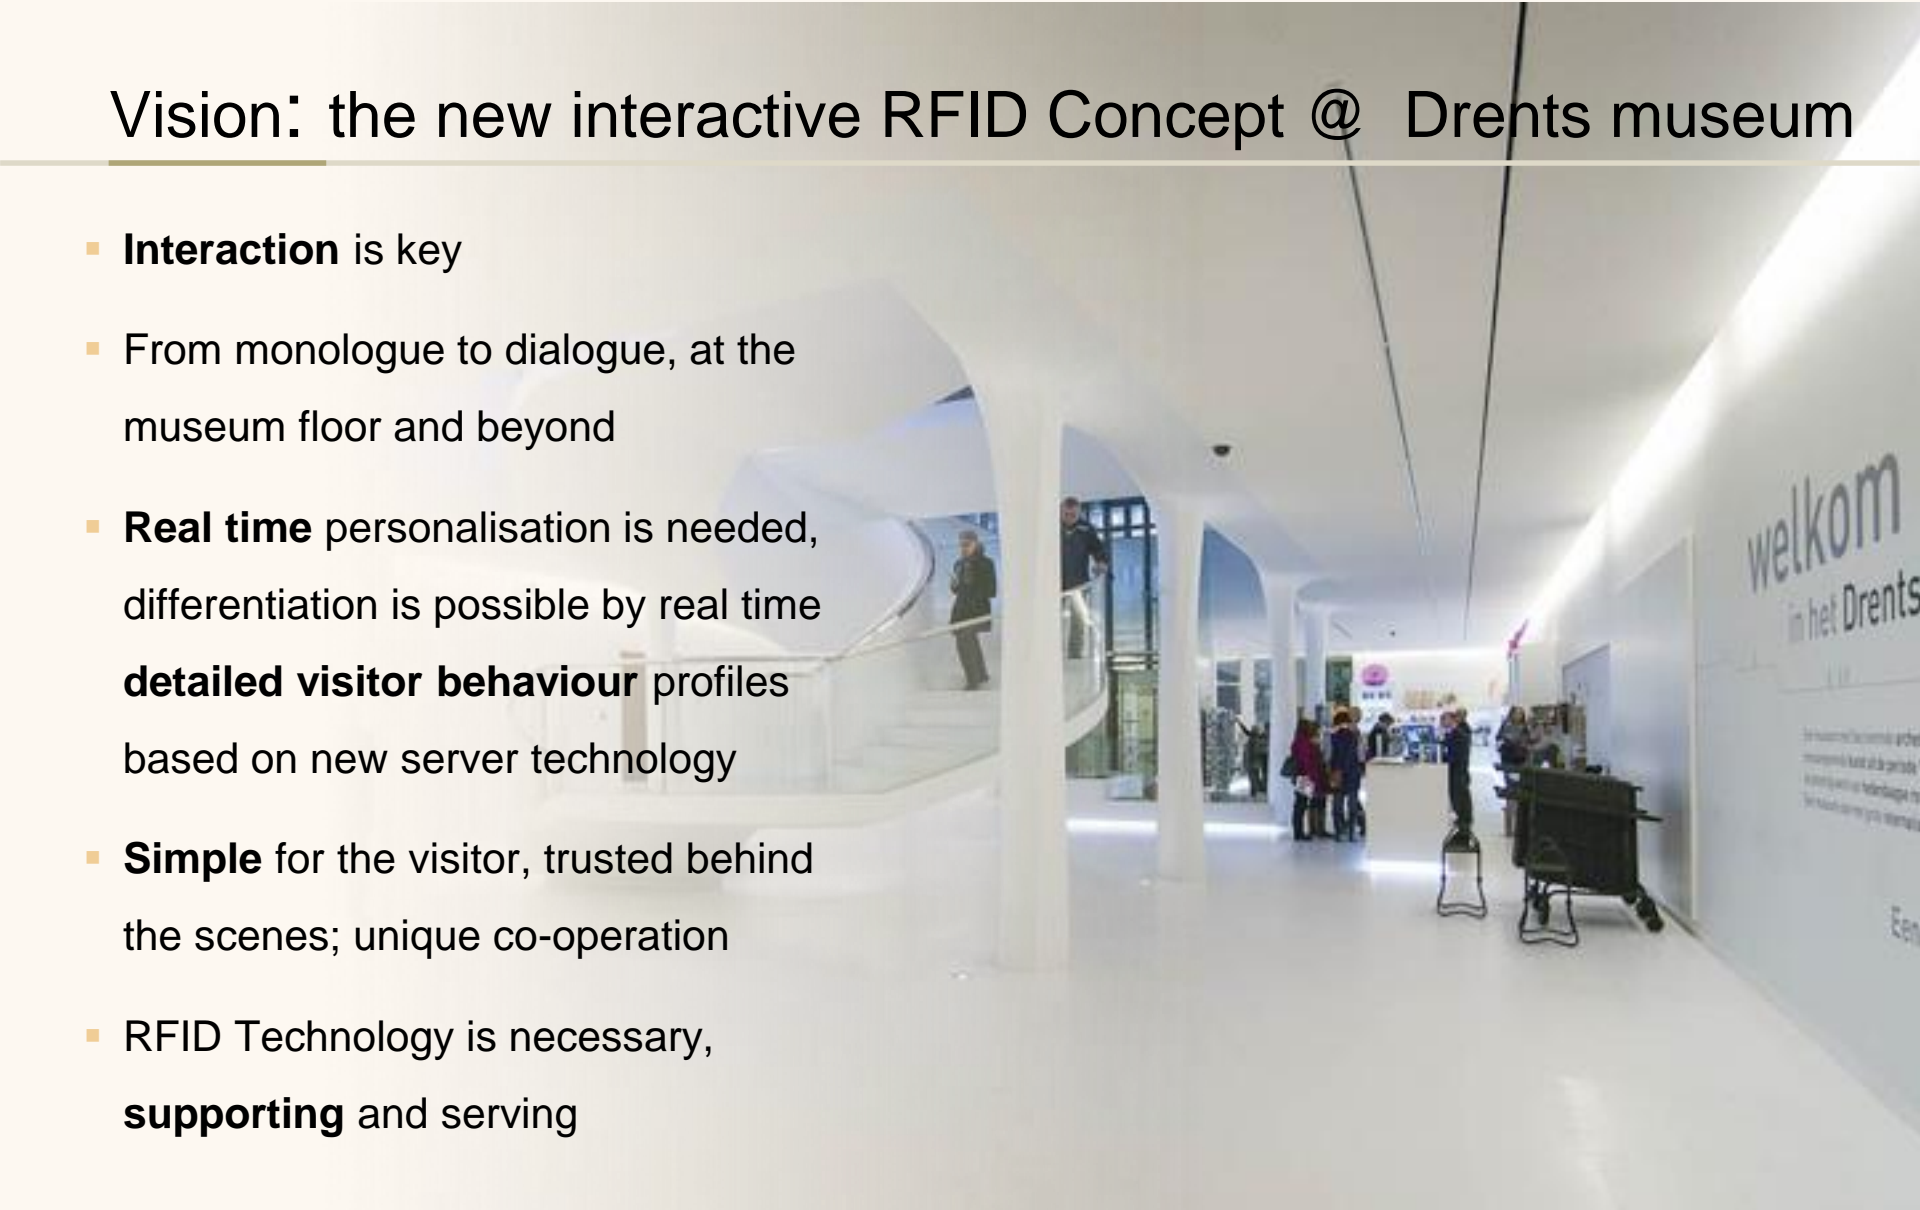 Vision: the new interactive RFID Concept @ Drents museum
Interaction is key
From monologue to dialogue, at the
museum floor and beyond
Real time personalisation is needed,
differentiation is possible by real time
detailed visitor behaviour profiles
based on new server technology
Simple for the visitor, trusted behind
the scenes; unique co-operation
RFID Technology is necessary,
supporting and serving
welkom
in het Drents